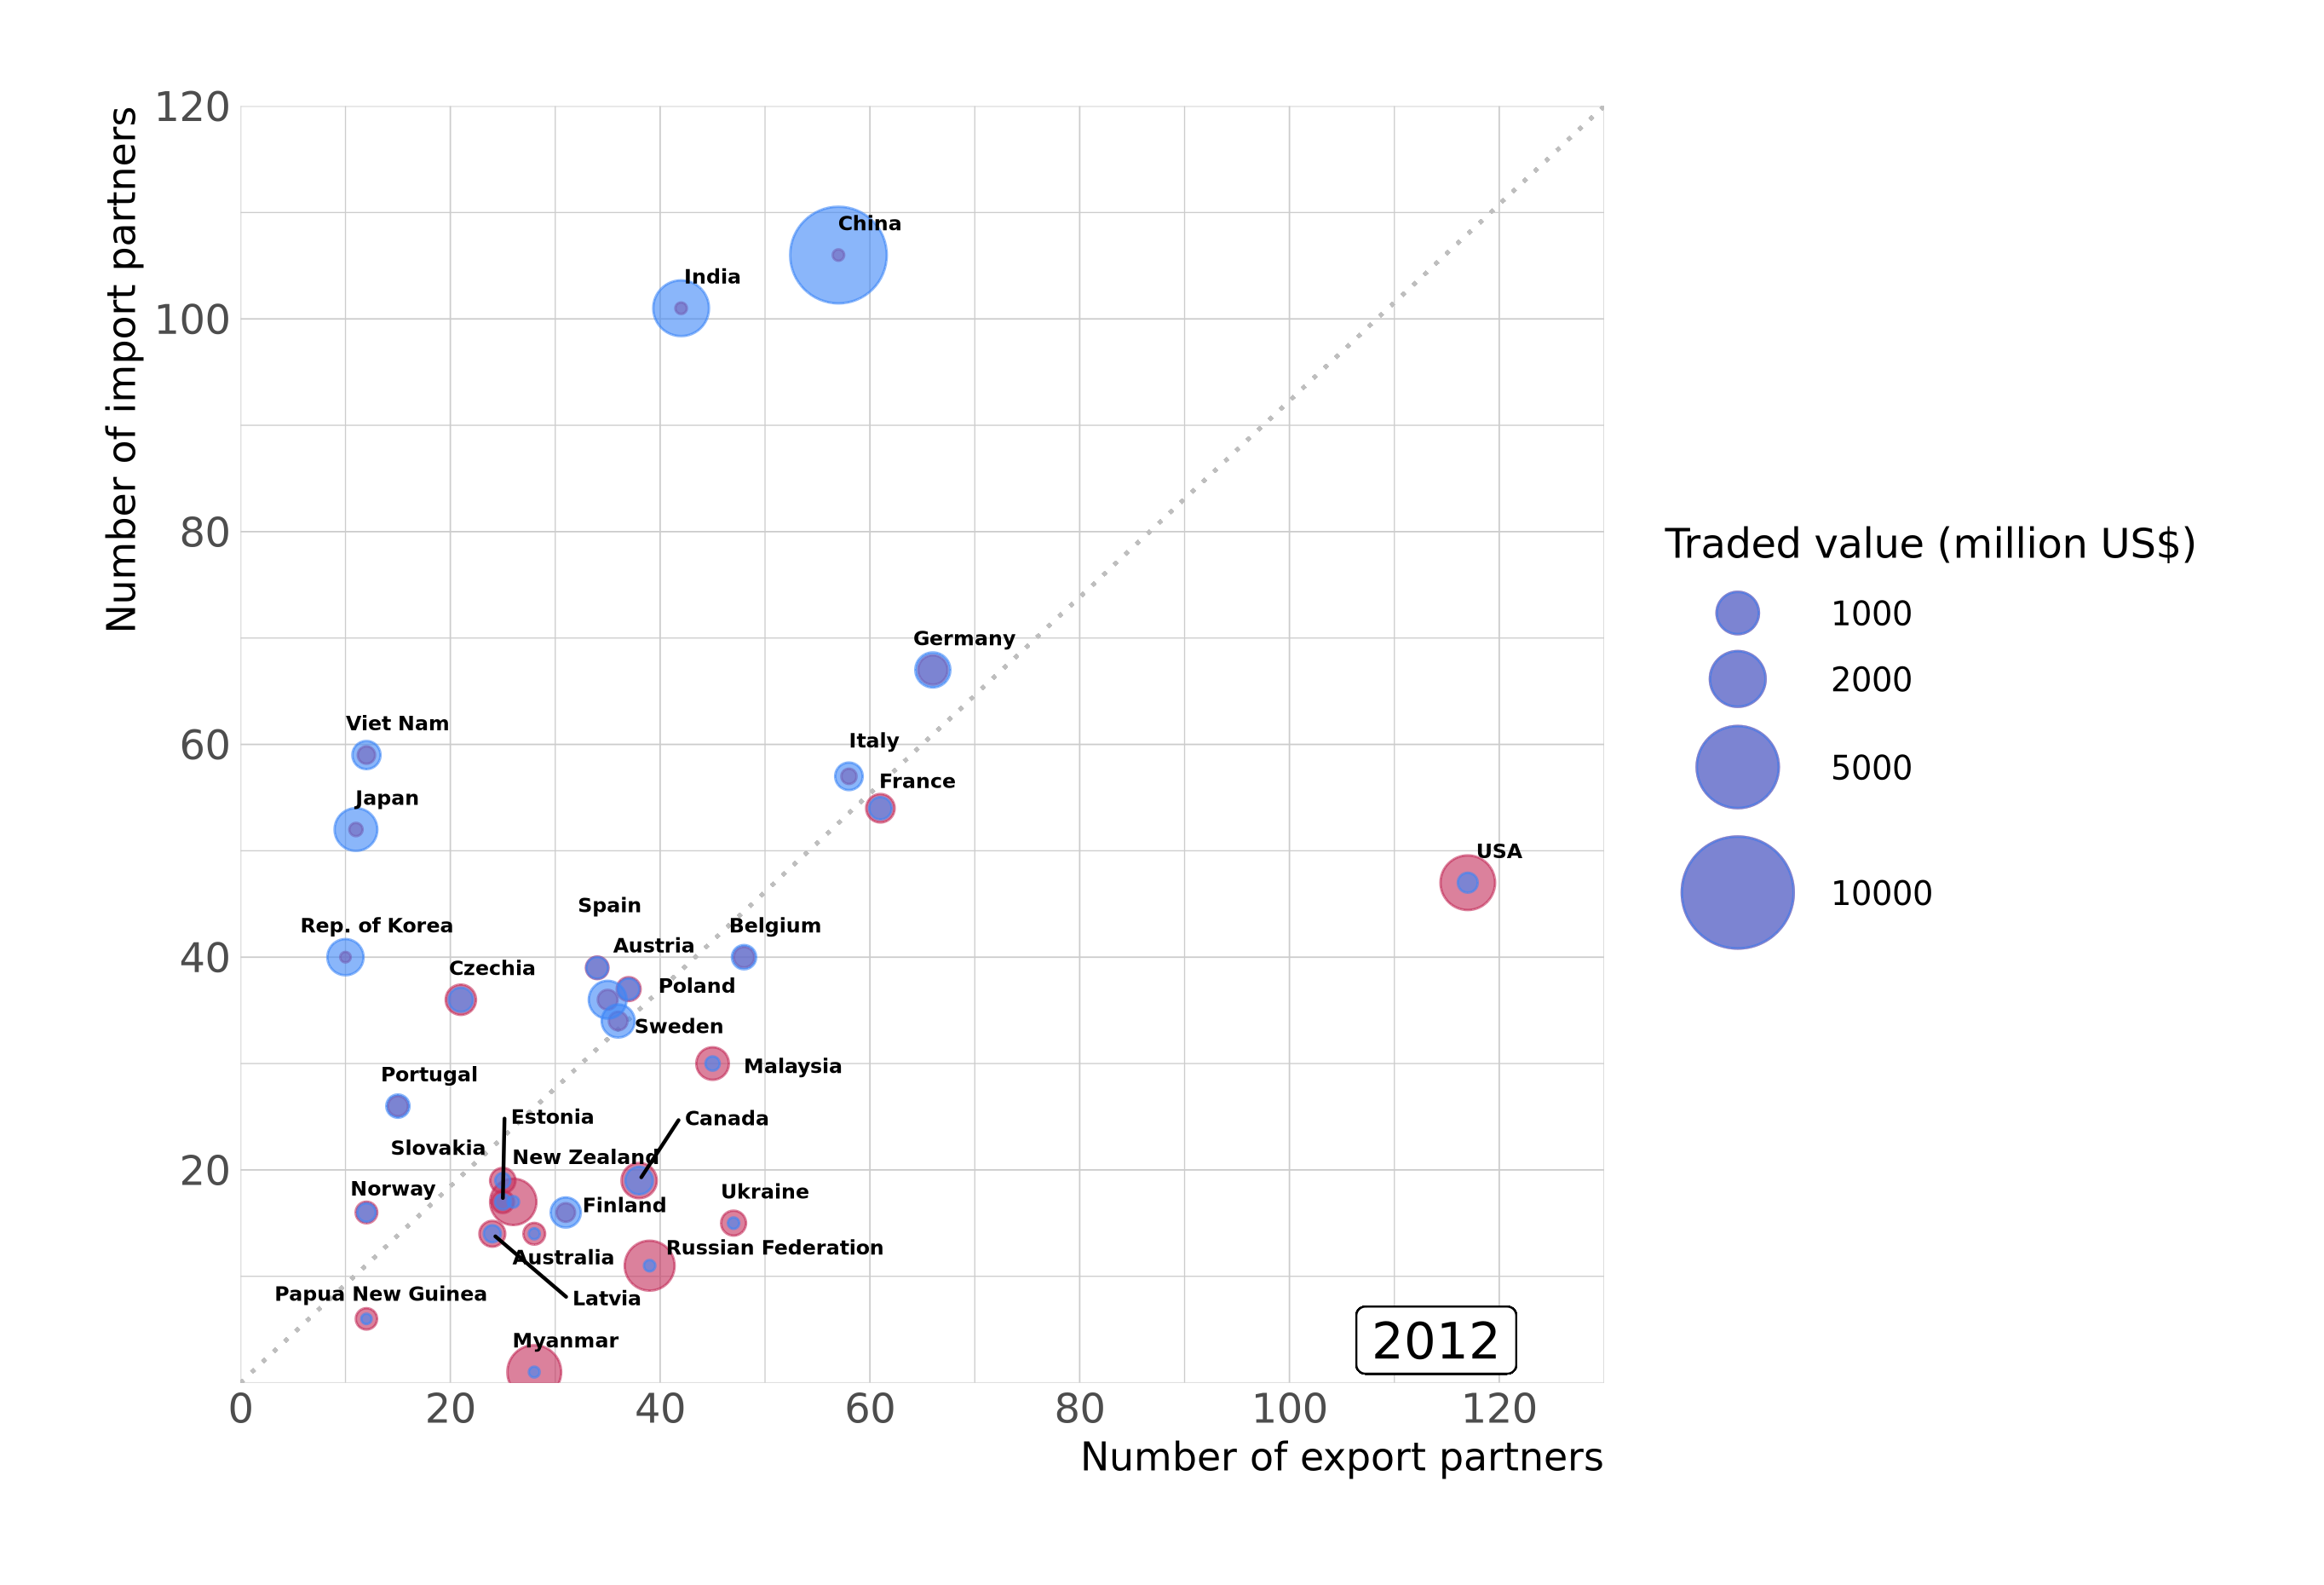 Number of import partners
120
100
80
60
40
20
China
India
Germany
Viet Nam
Italy
France
Japan
USA
Spain
Rep. of Korea
Belgium
Austria
Czechia
Poland
Sweden
Malaysia
Portugal
Estonia
Canada
Slovakia
New Zealand
Norway
Ukraine
Finland
Russian Federation
Australia
Papua New Guinea
Latvia
Myanmar
2012
0 20 40 60 80 100 120
Number of export partners
Traded value (million US$)
1000
2000
5000
10000